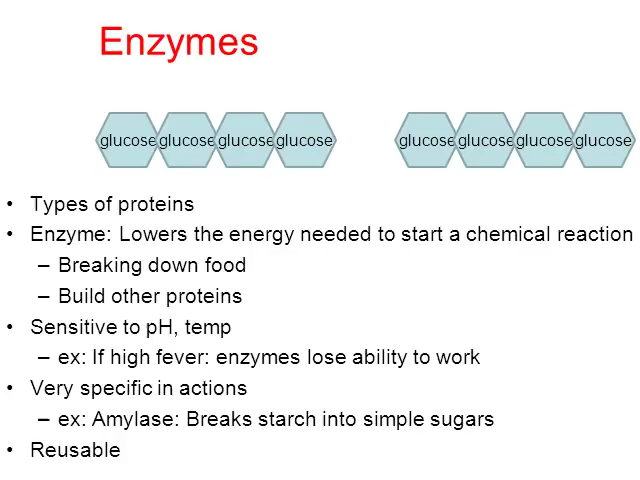 Enzymes
glucose glucose glucose glucose glucose glucose glucose glucose
• Types of proteins
• Enzyme: Lowers the energy needed to start a chemical reaction
– Breaking down food
– Build other proteins
• Sensitive to pH, temp
– ex: If high fever: enzymes lose ability to work
• Very specific in actions
– ex: Amylase: Breaks starch into simple sugars
• Reusable